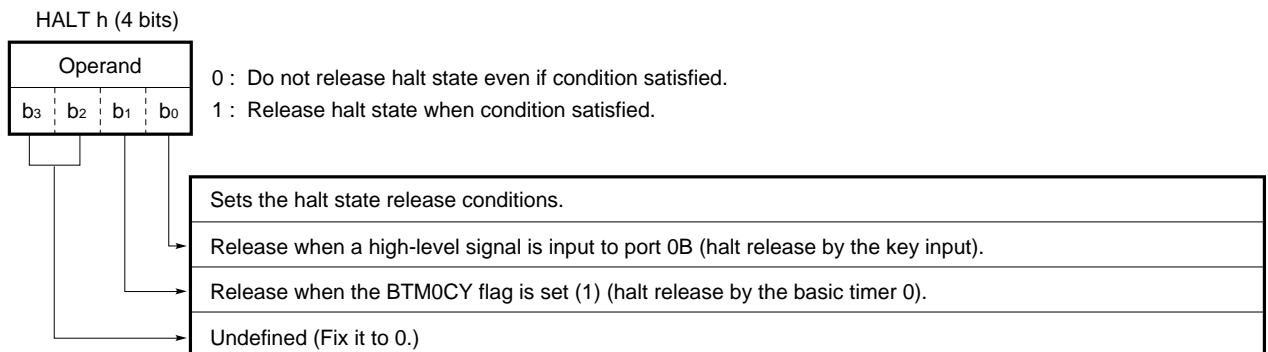 HALT h (4 bits)
Operand
b3 b2 b1 b0
0 : Do not release halt state even if condition satisfied.
1 : Release halt state when condition satisfied.
Sets the halt state release conditions.
Release when a high-level signal is input to port 0B (halt release by the key input).
Release when the BTM0CY flag is set (1) (halt release by the basic timer 0).
Undefined (Fix it to 0.)